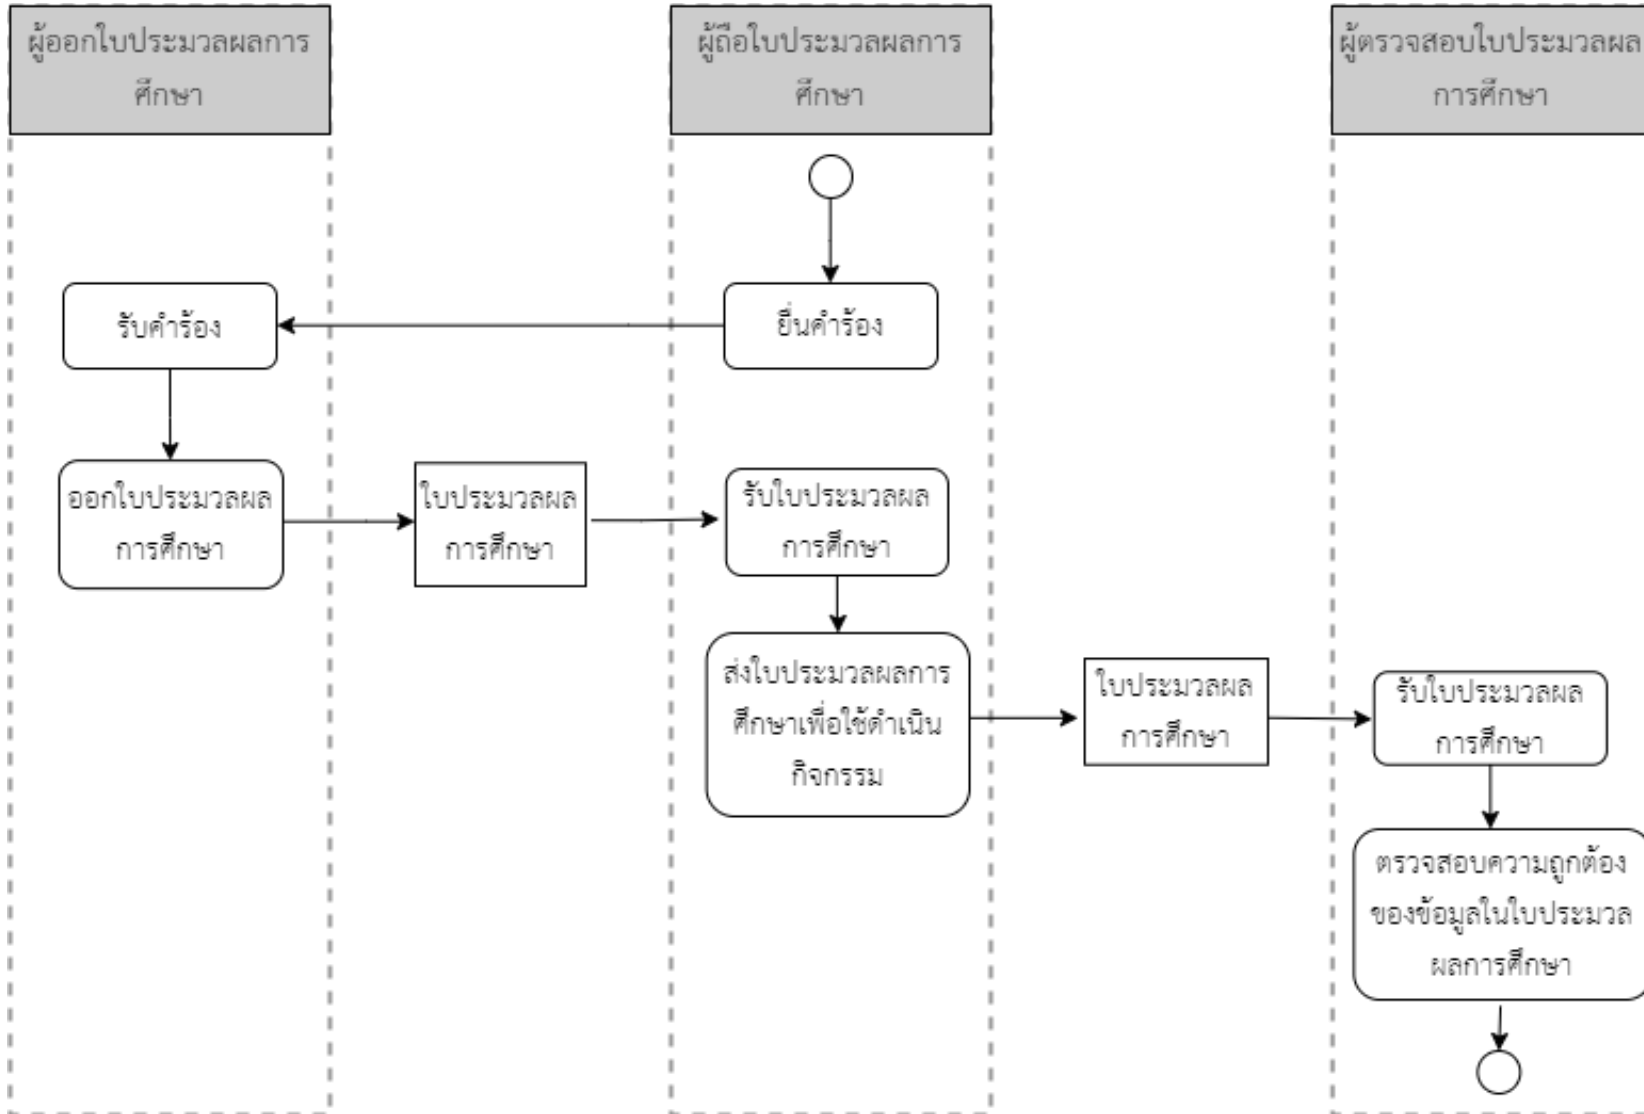 ผู้ออกใบประมวลผลการ
ศึกษา
ผู้ถือใบประมวลผลการ
ศึกษา
ผู้ตรวจสอบใบประมวลผล
การศึกษา
รับคำร้อง
ยื่นคำร้อง
ออกใบประมวลผล
การศึกษา
ใบประมวลผล
การศึกษา
รับใบประมวลผล
การศึกษา
ส่งใบประมวลผลการ
ศึกษาเพื่อใช้ดำเนิน
กิจกรรม
ใบประมวลผล
การศึกษา
รับใบประมวลผล
การศึกษา
ตรวจสอบความถูกต้อง
ของข้อมูลในใบประมวล
ผลการศึกษา